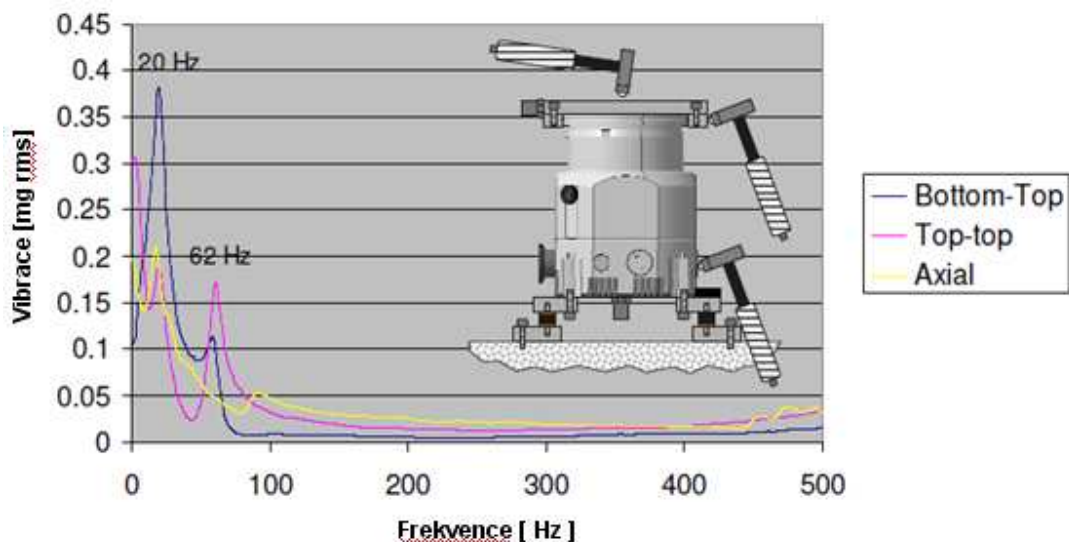 0.45
0.4
0.35
0.3
0.25
0.2
0.15
0.1
0.05
0
20 Hz
62 Hz
Vibrace [mg rms]
0 100 200 300 400 500
Frekvence [ Hz ]
Bottom-Top
Top-top
Axial